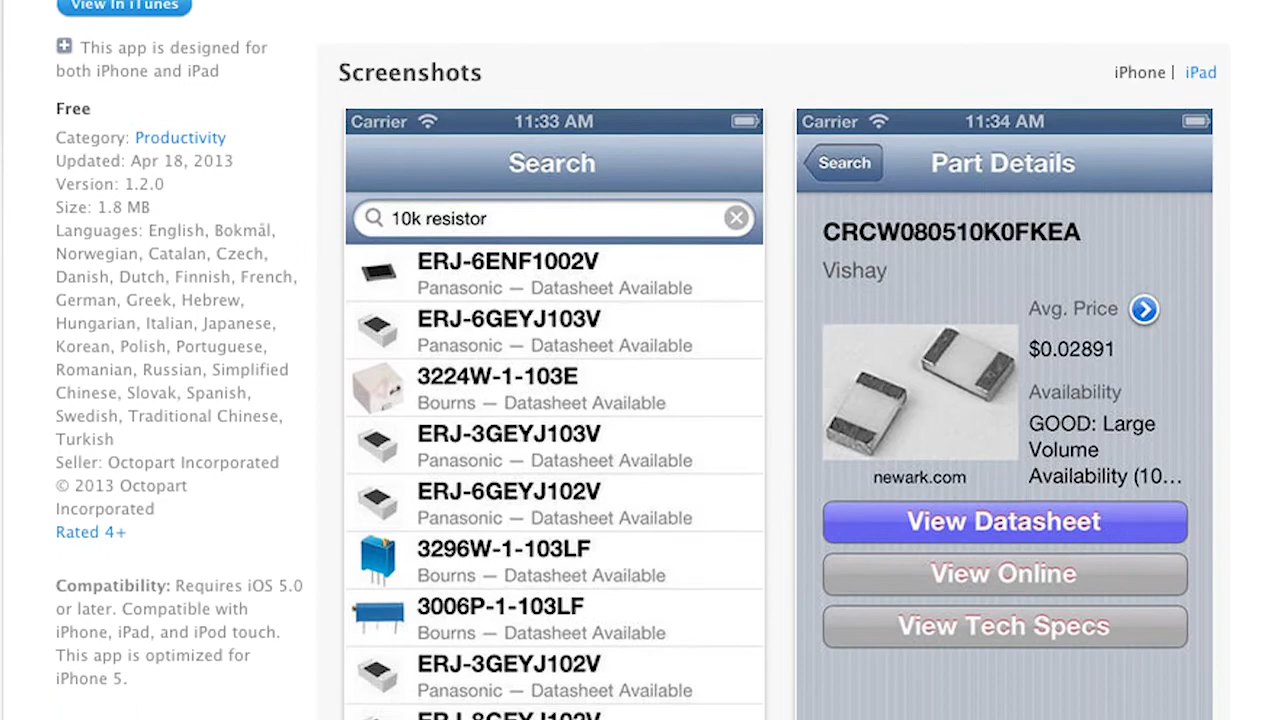 View In iTunes
This app is designed for
both iPhone and iPad
Free
Category: Productivity
Updated: Apr 18, 2013
Version: 1.2.0
Size: 1.8 MB
Languages: English, Bokmål,
Norwegian, Catalan, Czech,
Danish, Dutch, Finnish, French,
German, Greek, Hebrew,
Hungarian, Italian, Japanese,
Korean, Polish, Portuguese,
Romanian, Russian, Simplified
Chinese, Slovak, Spanish,
Swedish, Traditional Chinese,
Turkish
Seller: Octopart Incorporated
© 2013 Octopart
Incorporated
Rated 4+
Compatibility: Requires iOS 5.0
or later. Compatible with
iPhone, iPad, and iPod touch.
This app is optimized for
iPhone 5.
Screenshots
iPhone | iPad
Carrier 11:33 AM
Search
10k resistor
ERJ-6ENF1002V
Panasonic — Datasheet Available
ERJ-6GEYJ103V
Panasonic — Datasheet Available
3224W-1-103E
Bourns — Datasheet Available
ERJ-3GEYJ103V
Panasonic — Datasheet Available
ERJ-6GEYJ102V
Panasonic — Datasheet Available
3296W-1-103LF
Bourns — Datasheet Available
3006P-1-103LF
Bourns — Datasheet Available
ERJ-3GEYJ102V
Panasonic — Datasheet Available
ERJ-8GEYJ102V
Carrier 11:34 AM
Search Part Details
CRCW080510K0FKEA
Vishay
Avg. Price
$0.02891
Availability
GOOD: Large
Volume
Availability (10...
newark.com
View Datasheet
View Online
View Tech Specs